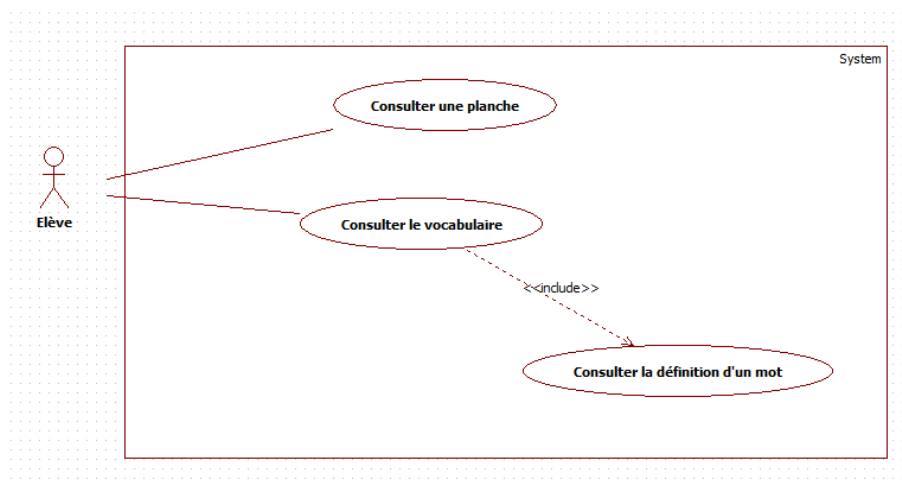 System
Consulter une planche
Elève
Consulter le vocabulaire
<<include>>
Consulter la définition d'un mot